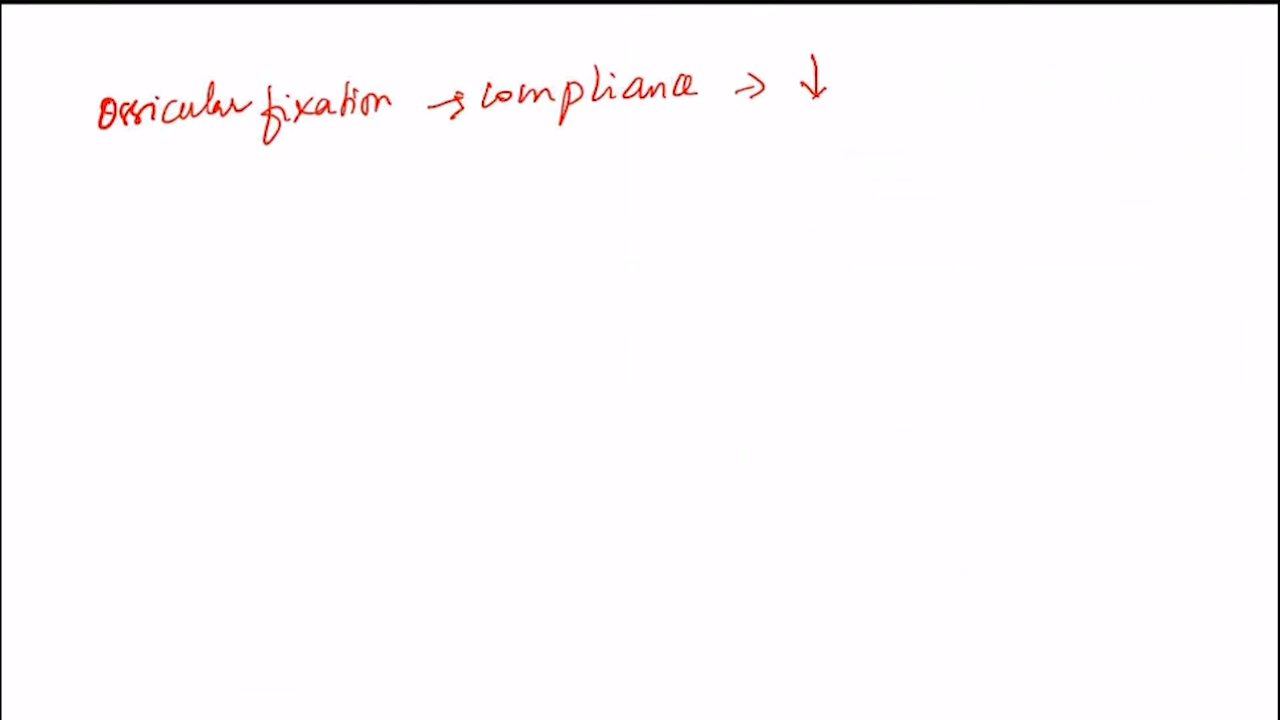 Ossicular fixation → compliance → ↓